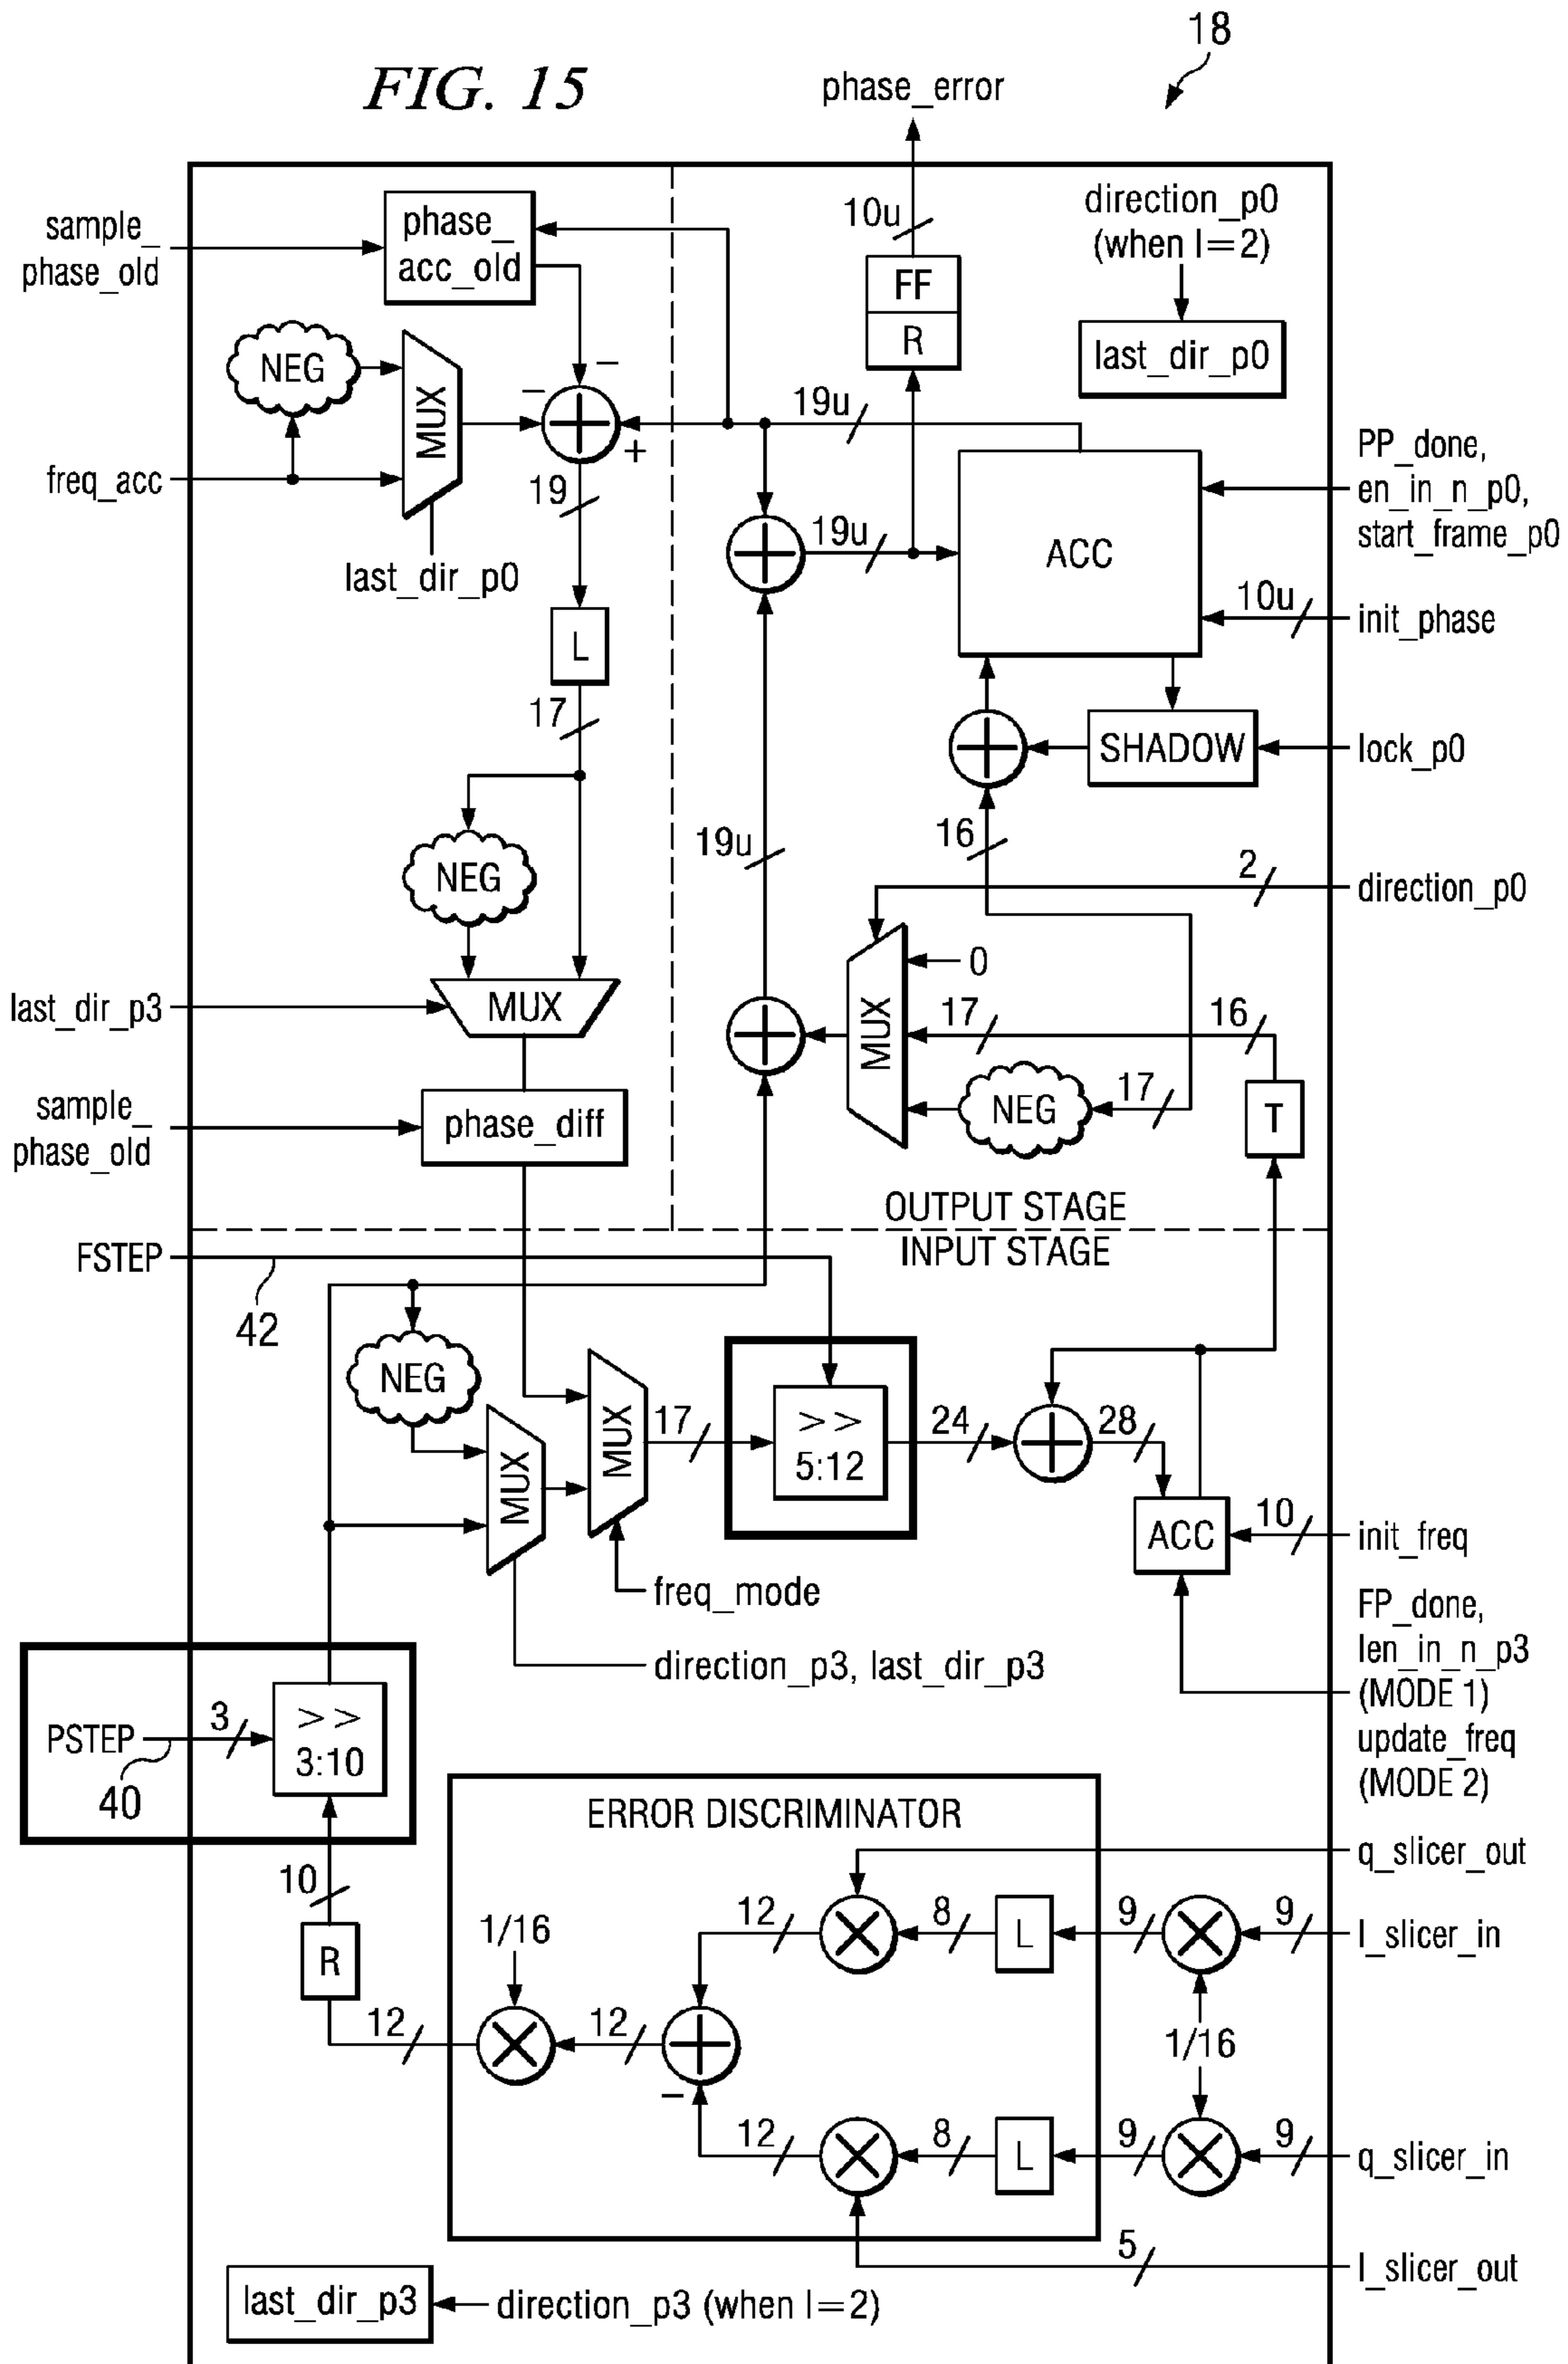 18
FIG. 15
phase_error
sample_
phase_old
phase_
acc_old
10u
FF
R
direction_p0
(when I=2)
last_dir_p0
NEG
MUX
−
−
+
19u
freq_acc
19
last_dir_p0
PP_done,
en_in_n_p0,
start_frame_p0
19u
ACC
10u
init_phase
L
17
SHADOW
lock_p0
16
19u
NEG
2
direction_p0
0
last_dir_p3
MUX
MUX
17
16
sample_
phase_old
phase_diff
NEG
17
T
OUTPUT STAGE
INPUT STAGE
FSTEP
42
NEG
MUX
MUX
17
>>
5:12
24
28
ACC
10
init_freq
freq_mode
direction_p3, last_dir_p3
FP_done,
len_in_n_p3
(MODE 1)
update_freq
(MODE 2)
PSTEP
3
>>
3:10
40
ERROR DISCRIMINATOR
q_slicer_out
10
R
1/16
12
8
L
9
9
I_slicer_in
12
12
−
1/16
12
8
L
9
9
q_slicer_in
5
I_slicer_out
last_dir_p3
direction_p3 (when I=2)